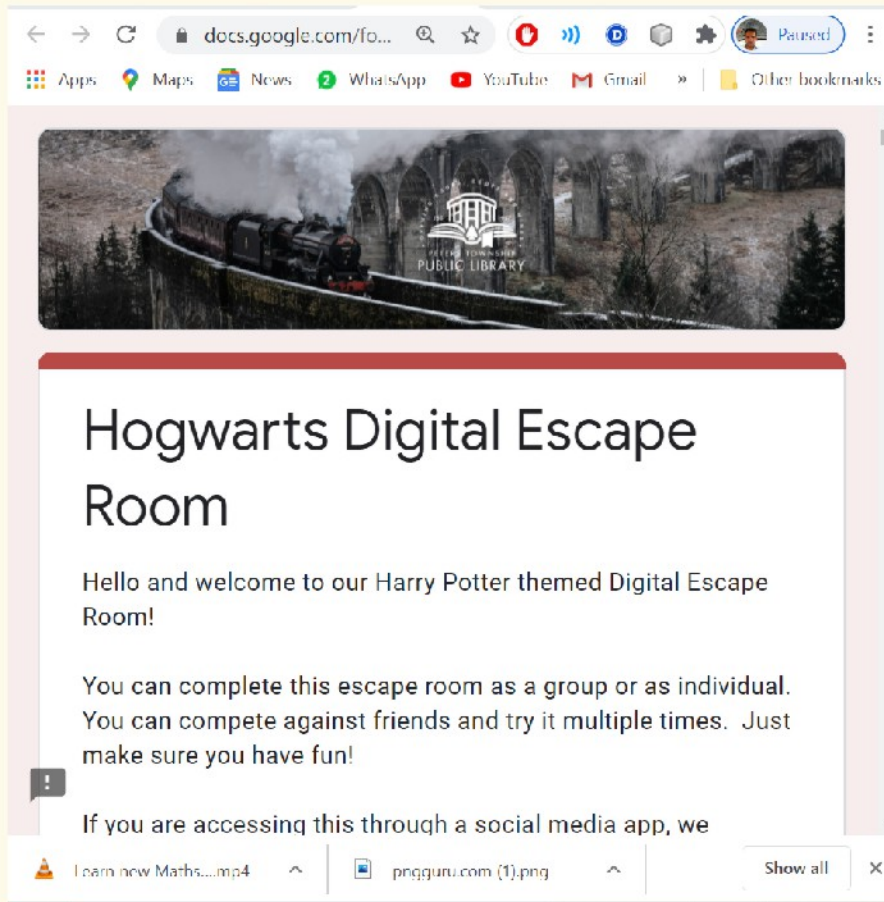 docs.google.com/fo...
Paused
Apps
Maps
GE
News
2
WhatsApp
YouTube
Gmail
»
Other bookmarks
PETERS TOWNSHIP
PUBLIC LIBRARY
Hogwarts Digital Escape
Room
Hello and welcome to our Harry Potter themed Digital Escape
Room!
You can complete this escape room as a group or as individual.
You can compete against friends and try it multiple times. Just
make sure you have fun!
If you are accessing this through a social media app, we
Learn new Maths....mp4
pngguru.com (1).png
Show all